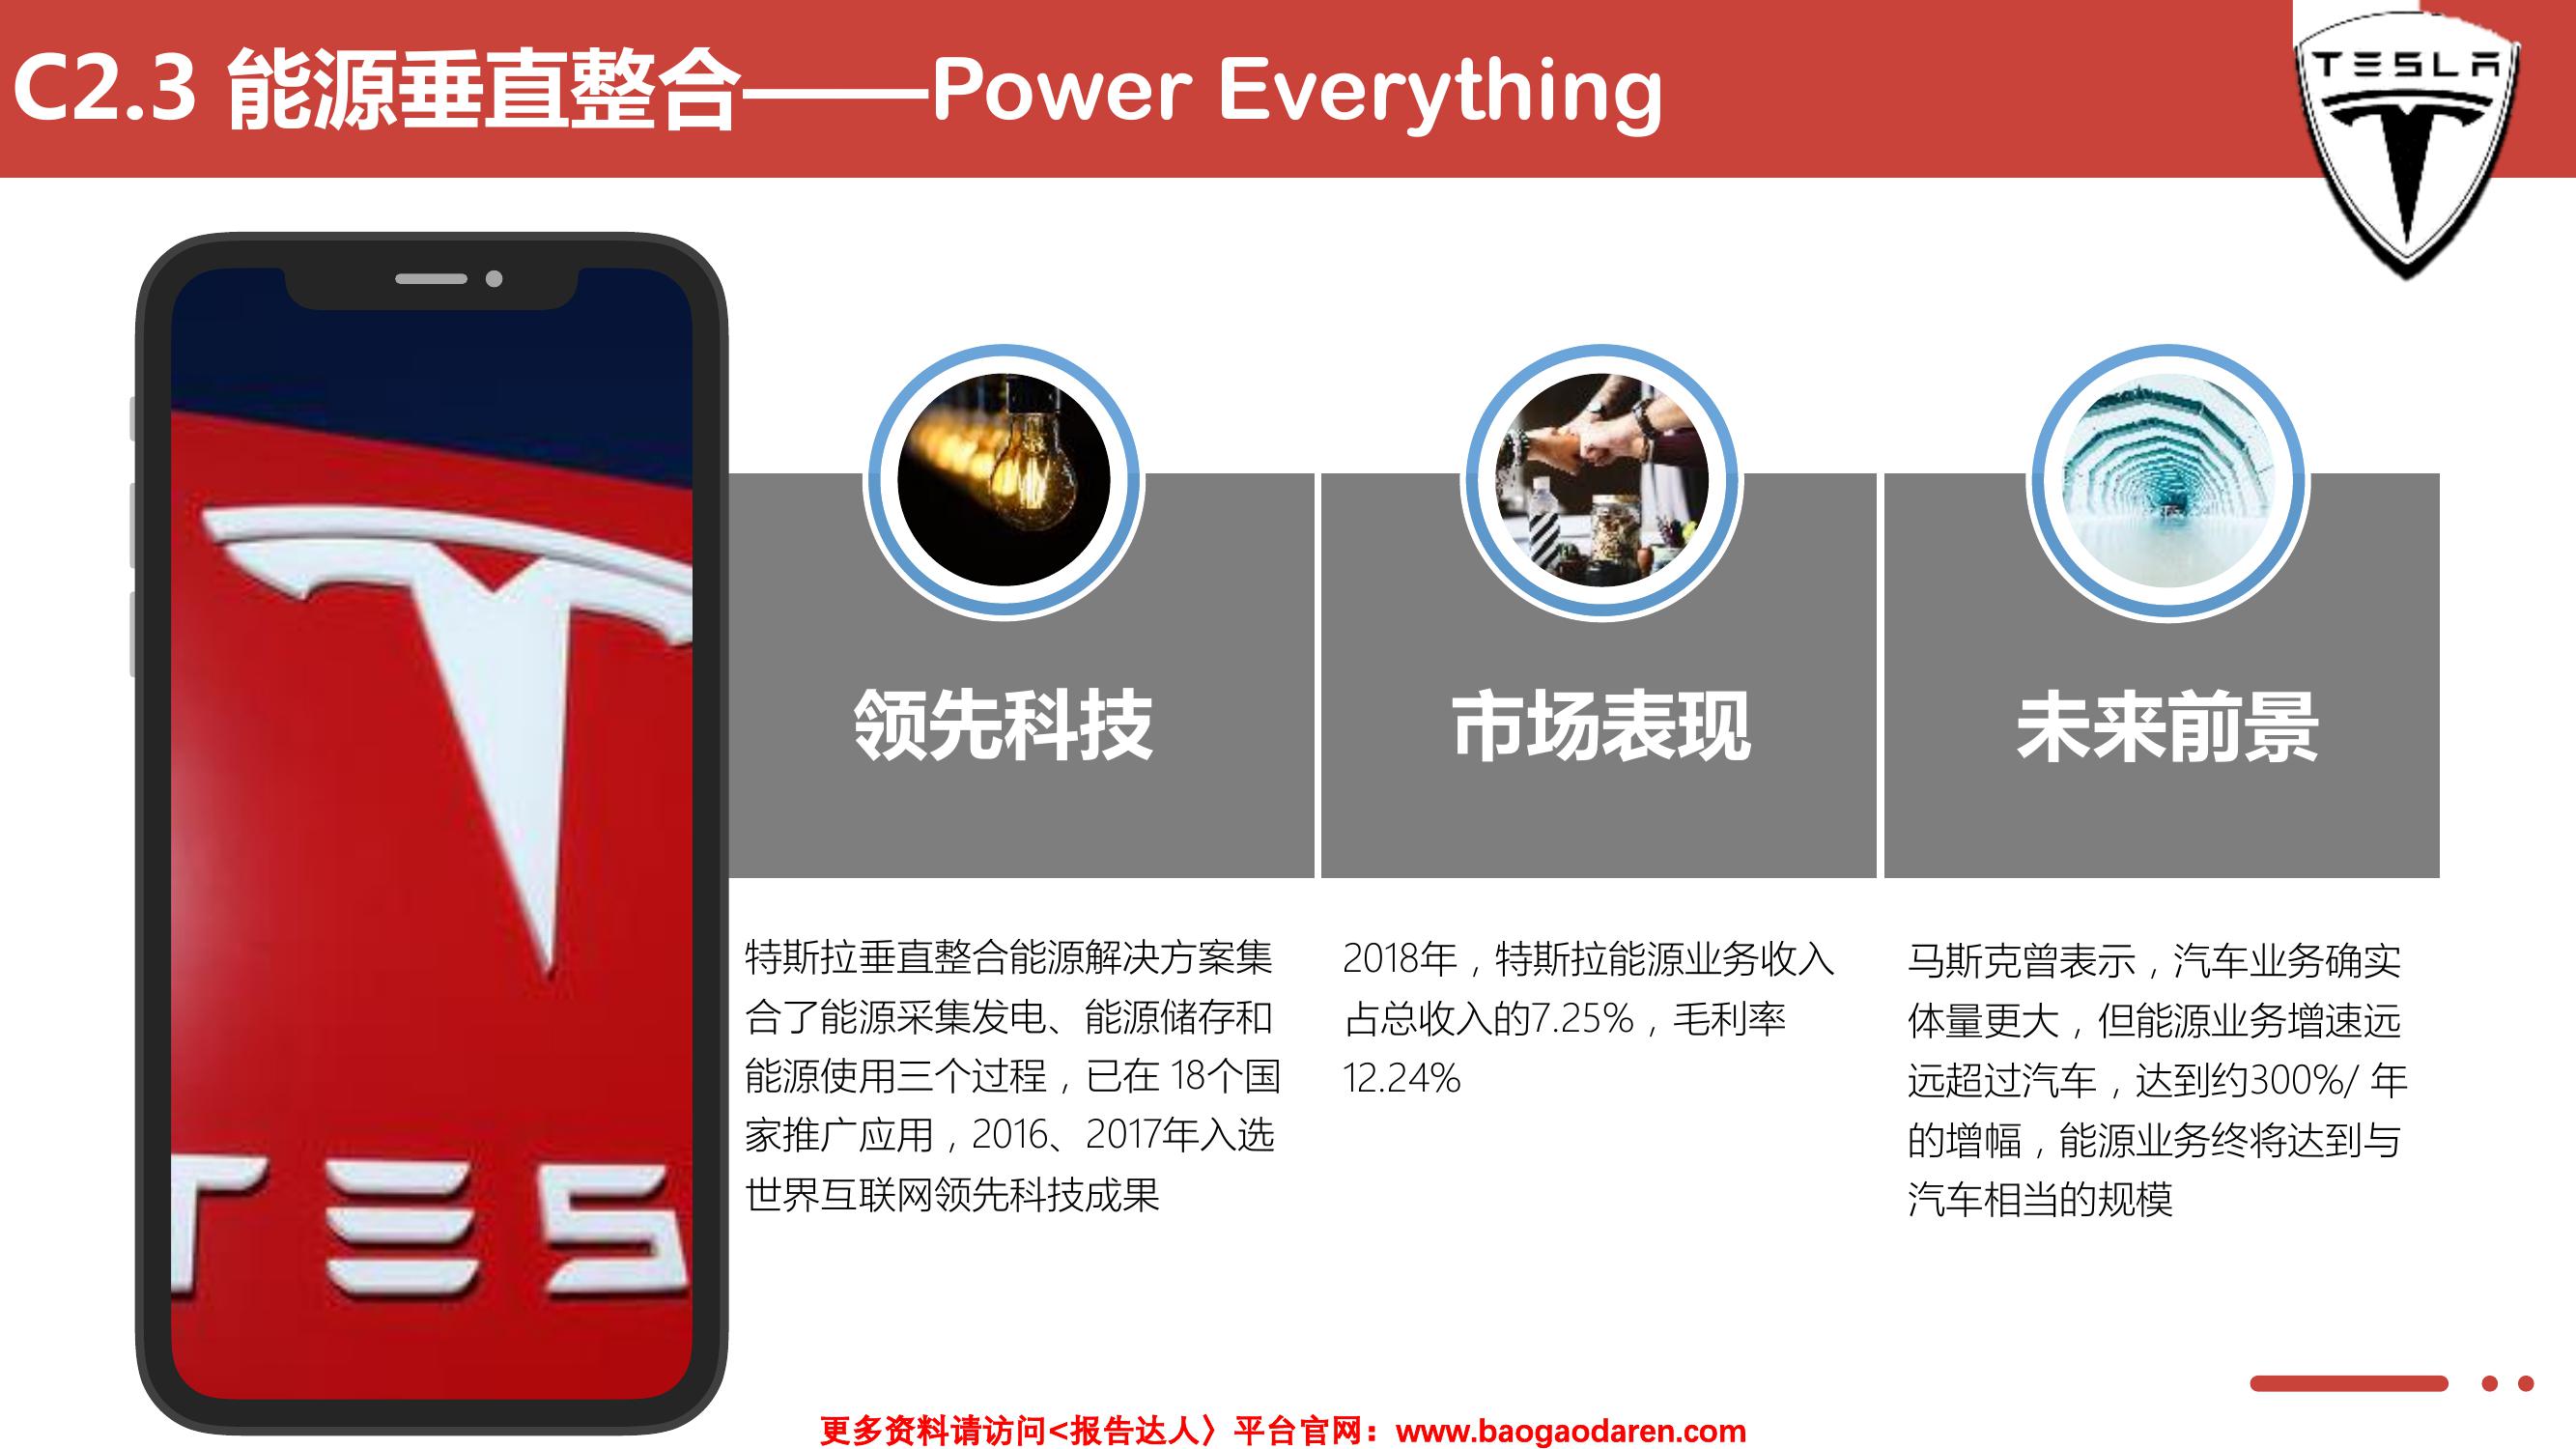 C2.3 能源垂直整合——Power Everything
TESLA
TES
领先科技
特斯拉垂直整合能源解决方案集
合了能源采集发电、能源储存和
能源使用三个过程，已在 18个国
家推广应用，2016、2017年入选
世界互联网领先科技成果
市场表现
2018年，特斯拉能源业务收入
占总收入的7.25%，毛利率
12.24%
未来前景
马斯克曾表示，汽车业务确实
体量更大，但能源业务增速远
远超过汽车，达到约300%/ 年
的增幅，能源业务终将达到与
汽车相当的规模
更多资料请访问<报告达人〉平台官网：www.baogaodaren.com